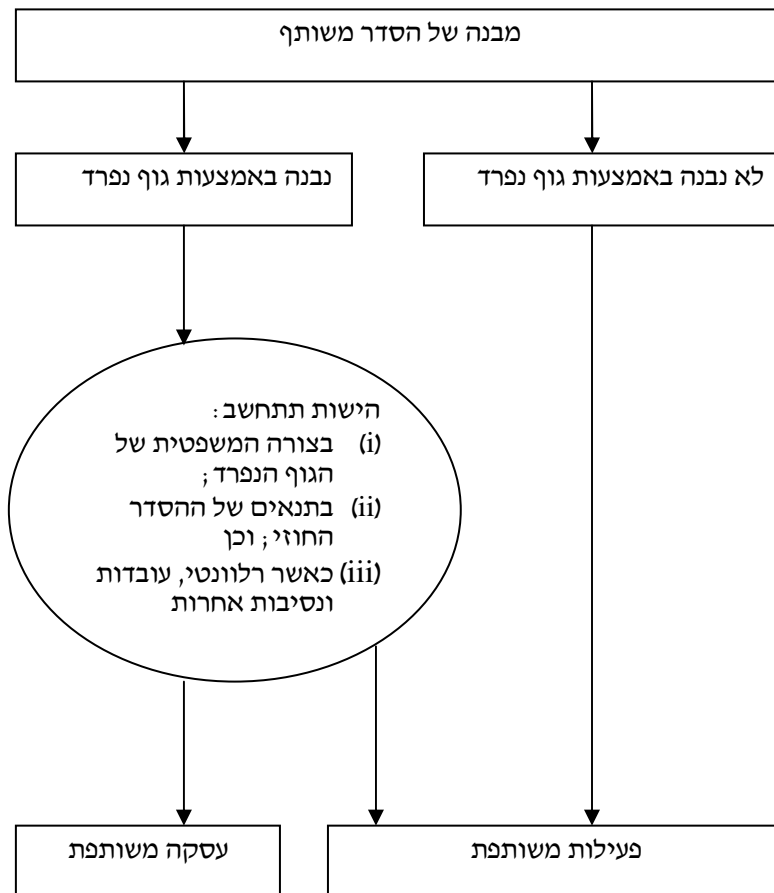 מבנה של הסדר משותף
נבנה באמצעות גוף נפרד
לא נבנה באמצעות גוף נפרד
הישות תתחשב:
(i) בצורה המשפטית של
הגוף הנפרד;
(ii) בתנאים של ההסדר
החוזי; וכן
(iii) כאשר רלוונטי, עובדות
ונסיבות אחרות
עסקה משותפת
פעילות משותפת